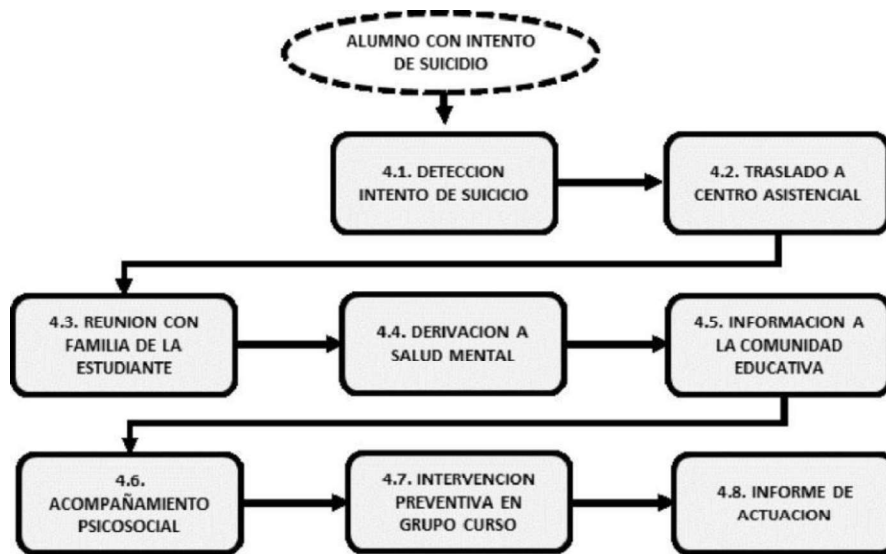 ALUMNO CON INTENTO
DE SUICIDIO
4.1. DETECCION
INTENTO DE SUICICIO
4.2. TRASLADO A
CENTRO ASISTENCIAL
4.3. REUNION CON
FAMILIA DE LA
ESTUDIANTE
4.4. DERIVACION A
SALUD MENTAL
4.5. INFORMACION A
LA COMUNIDAD
EDUCATIVA
4.6.
ACOMPAÑAMIENTO
PSICOSOCIAL
4.7. INTERVENCION
PREVENTIVA EN
GRUPO CURSO
4.8. INFORME DE
ACTUACION